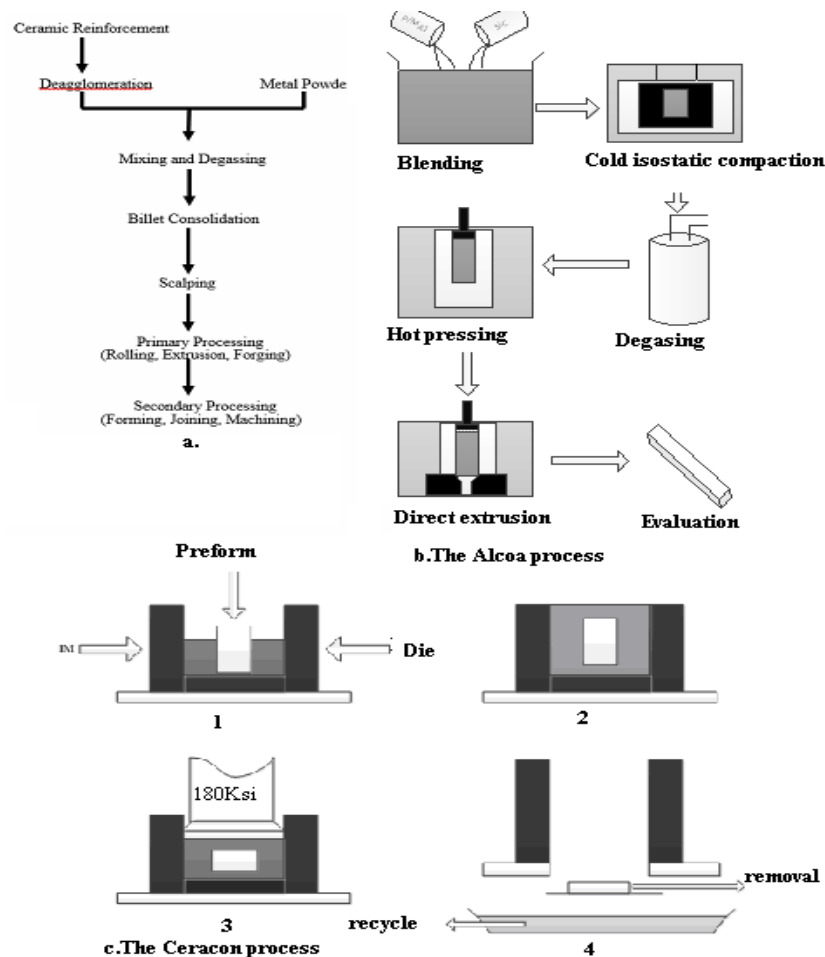 Ceramic Reinforcement
Deagglomeration
Metal Powde
Mixing and Degassing
Billet Consolidation
Scalping
Primary Processing
(Rolling, Extrusion, Forging)
Secondary Processing
(Forming, Joining, Machining)
a.
P/M Al
SiC
Blending
Cold isostatic compaction
Hot pressing
Degasing
Direct extrusion
Evaluation
b.The Alcoa process
Preform
Die
1
2
180Ksi
3
c.The Ceracon process
removal
recycle
4